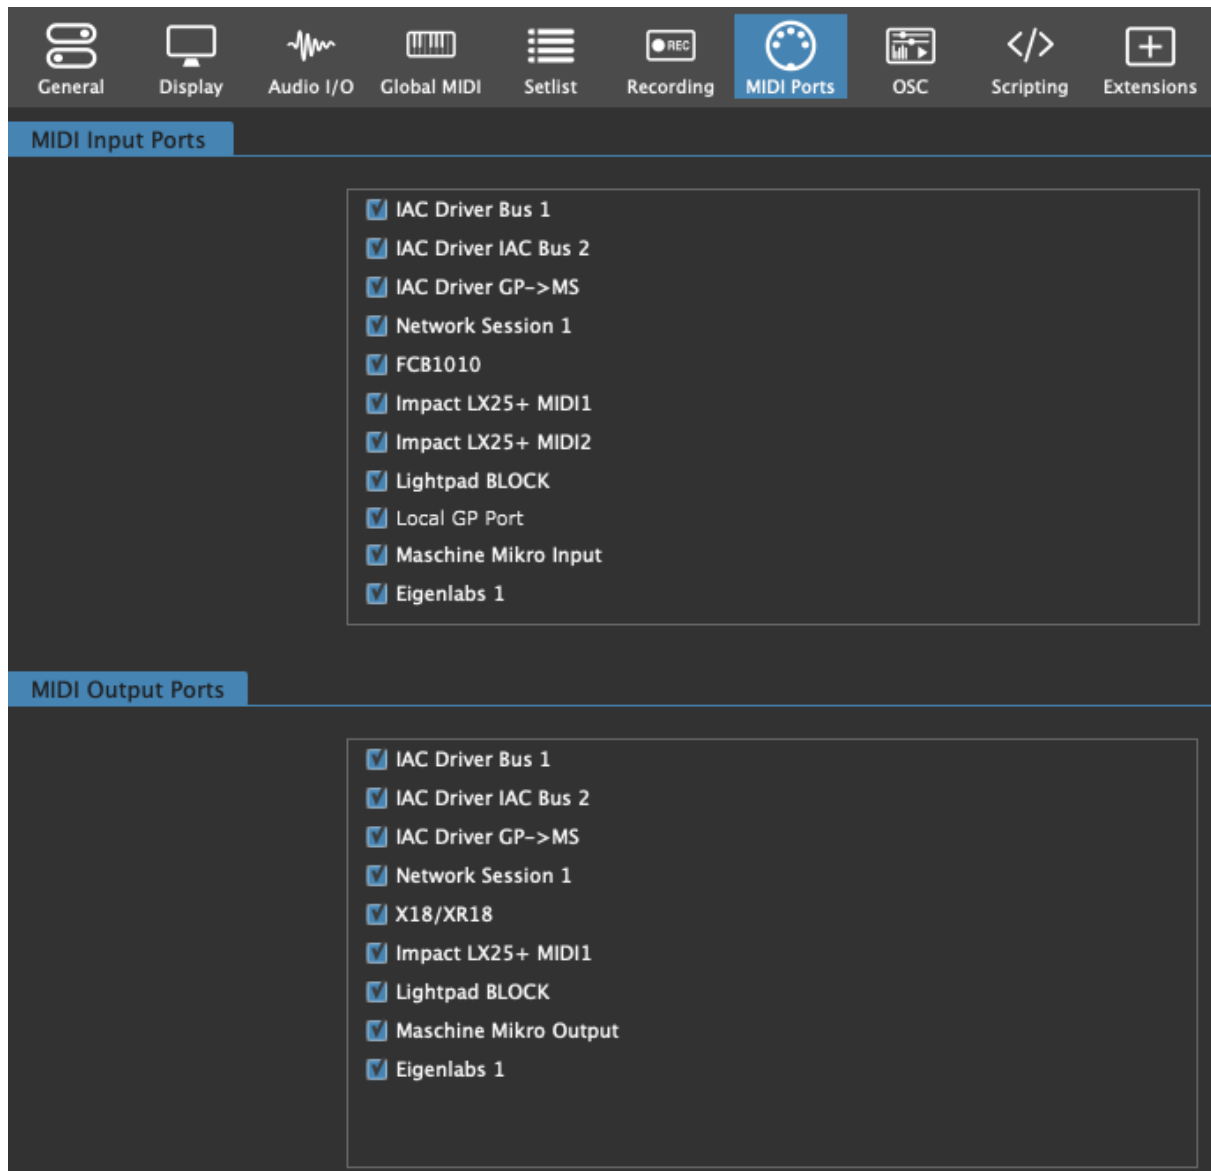 REC
General Display Audio I/O Global MIDI Setlist Recording MIDI Ports OSC Scripting Extensions
MIDI Input Ports
IAC Driver Bus 1
IAC Driver IAC Bus 2
IAC Driver GP->MS
Network Session 1
FCB1010
Impact LX25+ MIDI1
Impact LX25+ MIDI2
Lightpad BLOCK
Local GP Port
Maschine Mikro Input
Eigenlabs 1
MIDI Output Ports
IAC Driver Bus 1
IAC Driver IAC Bus 2
IAC Driver GP->MS
Network Session 1
X18/XR18
Impact LX25+ MIDI1
Lightpad BLOCK
Maschine Mikro Output
Eigenlabs 1